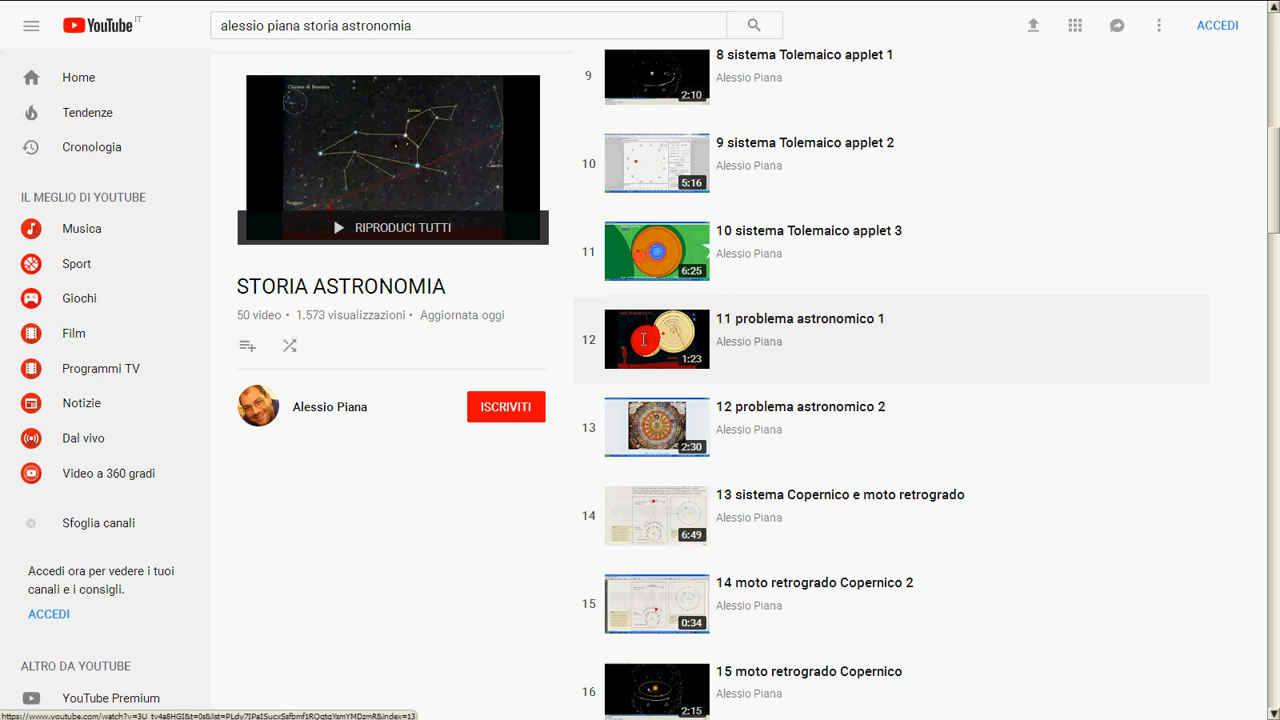 YouTube IT
alessio piana storia astronomia
ACCEDI
Home
Tendenze
Cronologia
IL MEGLIO DI YOUTUBE
Musica
Sport
Giochi
Film
Programmi TV
Notizie
Dal vivo
Video a 360 gradi
Sfoglia canali
Accedi ora per vedere i tuoi
canali e i consigli.
ACCEDI
ALTRO DA YOUTUBE
YouTube Premium
Chioma di Berenice
Leone
Vergine
RIPRODUCI TUTTI
STORIA ASTRONOMIA
50 video • 1.573 visualizzazioni • Aggiornata oggi
Alessio Piana
ISCRIVITI
9
2:10
8 sistema Tolemaico applet 1
Alessio Piana
10
5:16
9 sistema Tolemaico applet 2
Alessio Piana
11
6:25
10 sistema Tolemaico applet 3
Alessio Piana
12
1:23
11 problema astronomico 1
Alessio Piana
13
2:30
12 problema astronomico 2
Alessio Piana
14
6:49
13 sistema Copernico e moto retrogrado
Alessio Piana
15
0:34
14 moto retrogrado Copernico 2
Alessio Piana
16
2:15
15 moto retrogrado Copernico
Alessio Piana